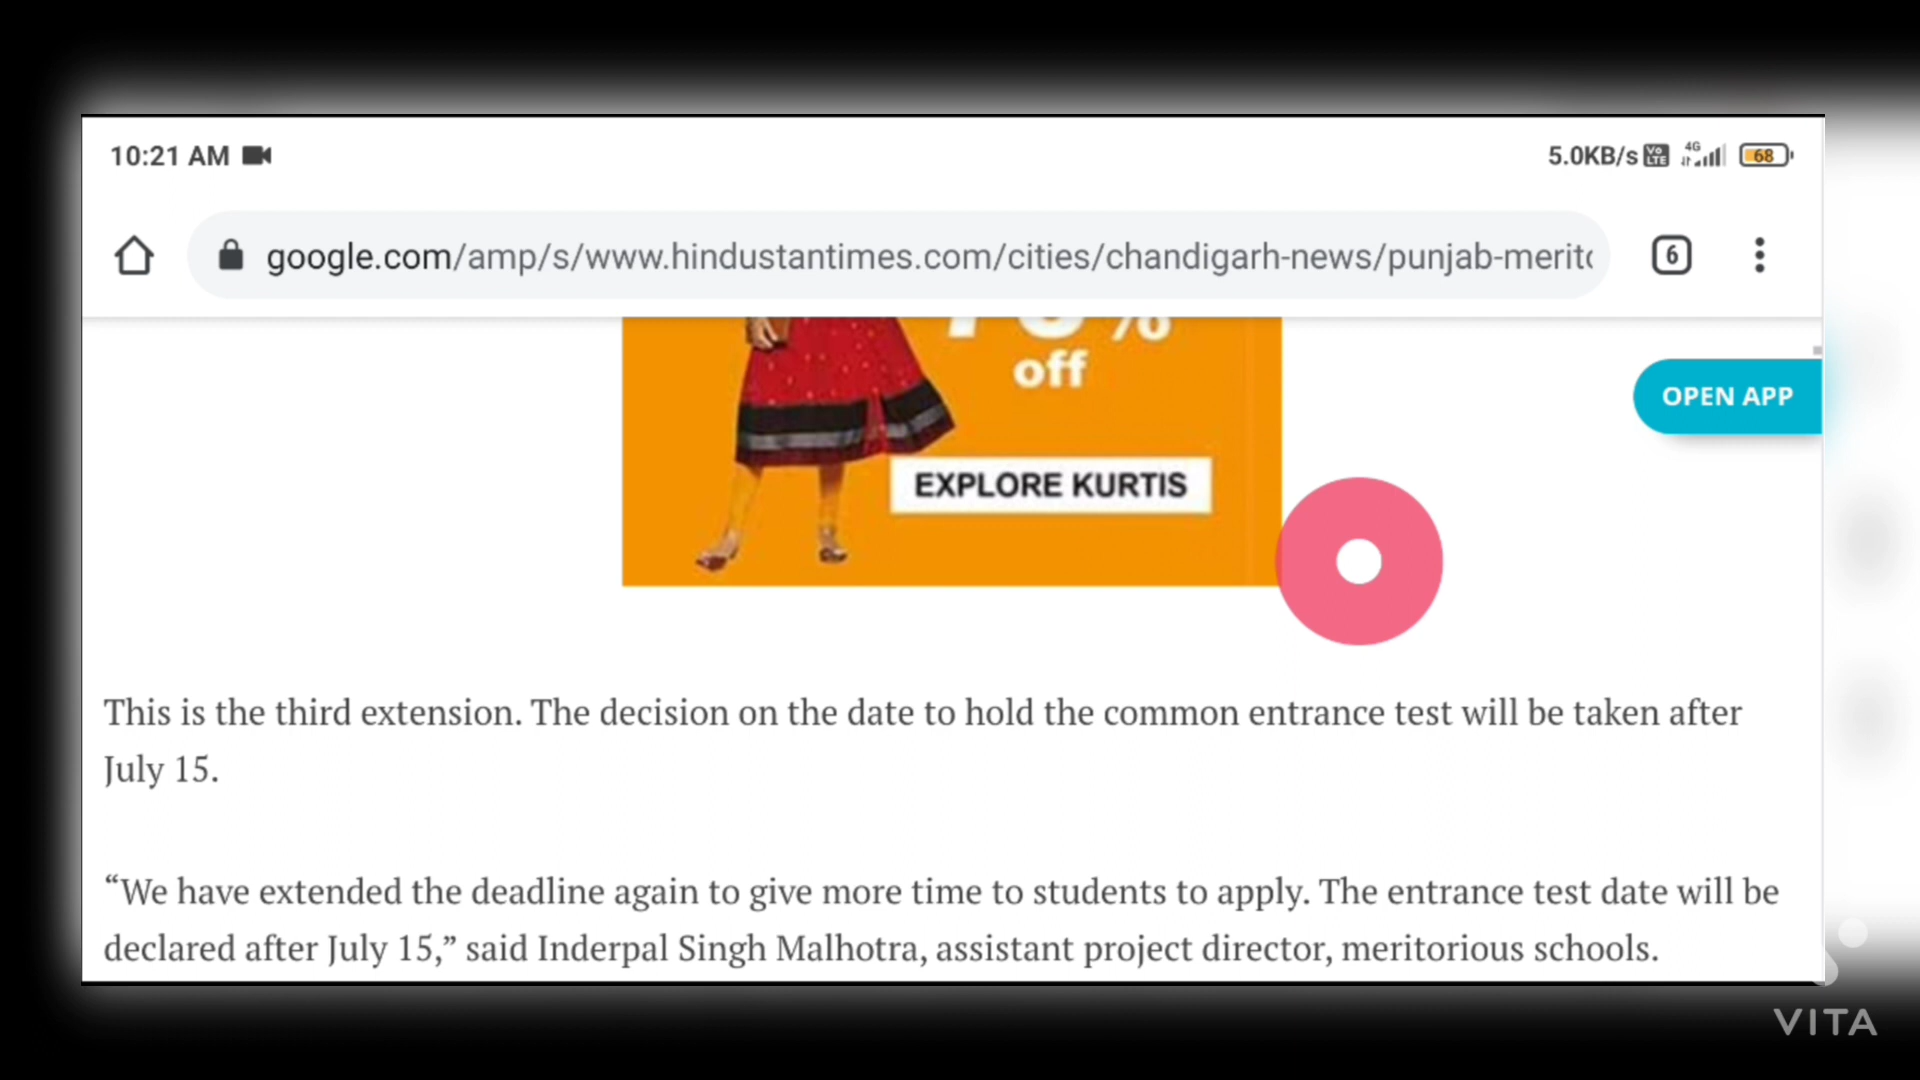 10:21 AM
5.0KB/s Vo LTE 4G 68
google.com/amp/s/www.hindustantimes.com/cities/chandigarh-news/punjab-merito
6
%
off
OPEN APP
EXPLORE KURTIS
This is the third extension. The decision on the date to hold the common entrance test will be taken after
July 15.
“We have extended the deadline again to give more time to students to apply. The entrance test date will be
declared after July 15,” said Inderpal Singh Malhotra, assistant project director, meritorious schools.
VITA